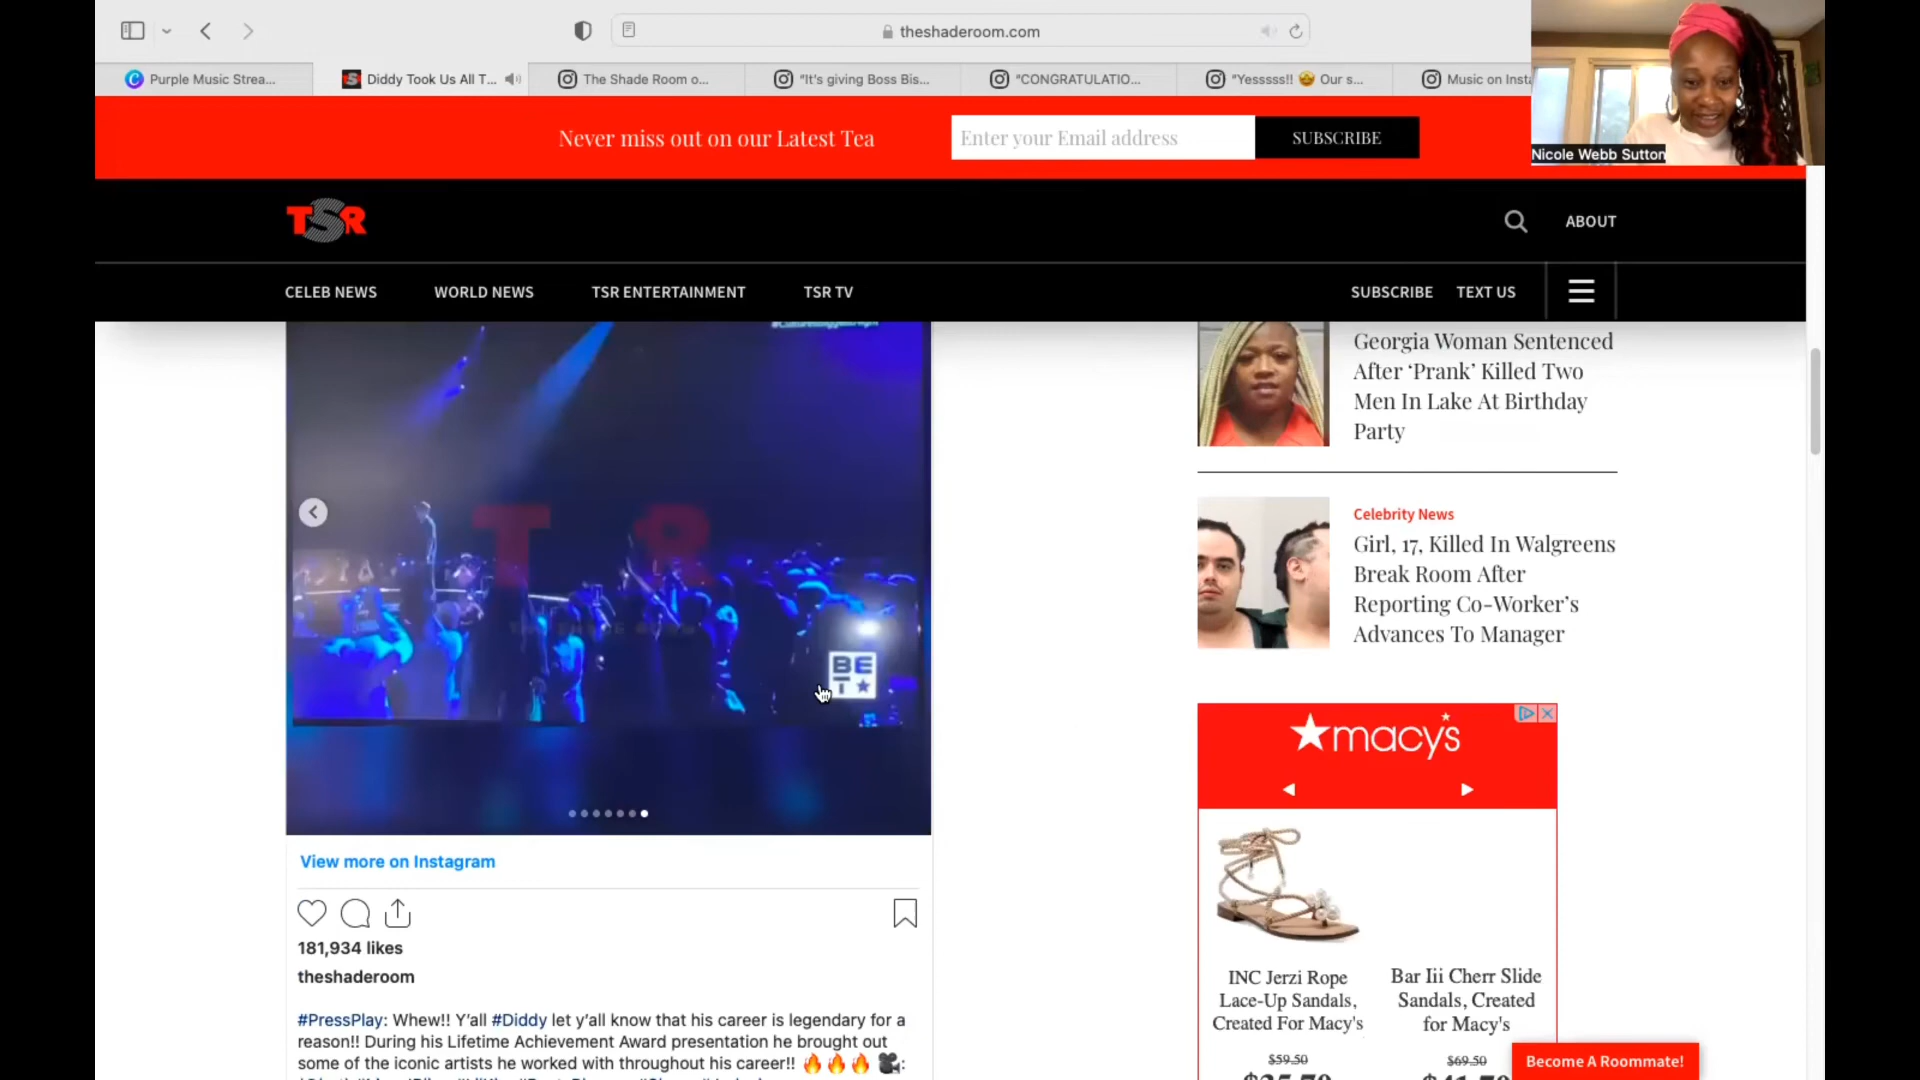 theshaderoom.com
Purple Music Strea...
Diddy Took Us All T...
The Shade Room o...
"It's giving Boss Bis...
"CONGRATULATIO...
"Yesssss!! 🤩 Our s...
Music on Insta
Nicole Webb Sutton
Never miss out on our Latest Tea
Enter your Email address
SUBSCRIBE
TSR
ABOUT
CELEB NEWS
WORLD NEWS
TSR ENTERTAINMENT
TSR TV
SUBSCRIBE
TEXT US
T R
BET
View more on Instagram
181,934 likes
theshaderoom
#PressPlay: Whew!! Y'all #Diddy let y'all know that his career is legendary for a
reason!! During his Lifetime Achievement Award presentation he brought out
some of the iconic artists he worked with throughout his career!! 🔥🔥🔥 🎥:
Georgia Woman Sentenced
After ‘Prank’ Killed Two
Men In Lake At Birthday
Party
Celebrity News
Girl, 17, Killed In Walgreens
Break Room After
Reporting Co-Worker’s
Advances To Manager
macy's
INC Jerzi Rope
Lace-Up Sandals,
Created For Macy's
$59.50
Bar Iii Cherr Slide
Sandals, Created
for Macy's
$69.50
Become A Roommate!